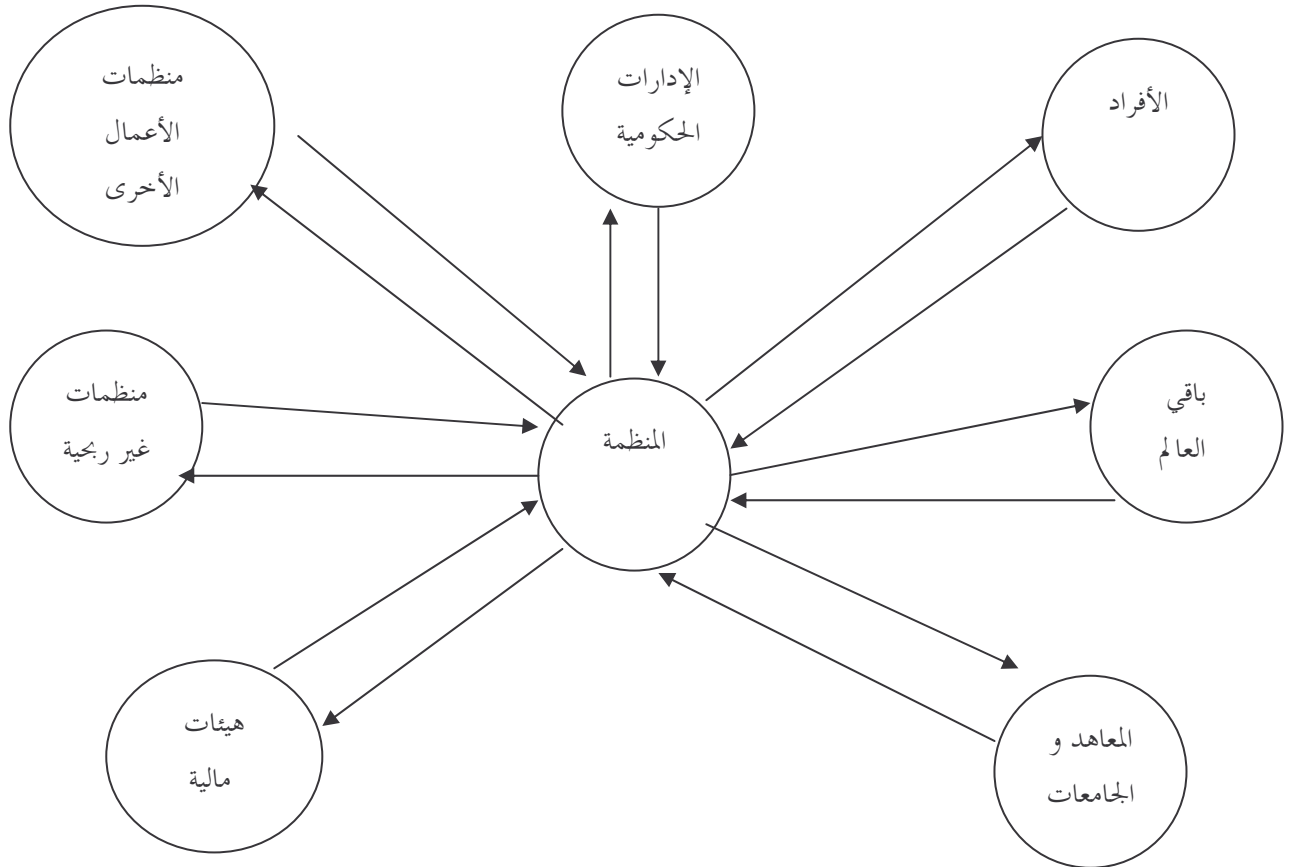 منظمات
الأعمال
الأخرى
الإدارات
الحكومية
الأفراد
منظمات
غير ربحية
المنظمة
باقي
العالم
هيئات
مالية
المعاهد و
الجامعات